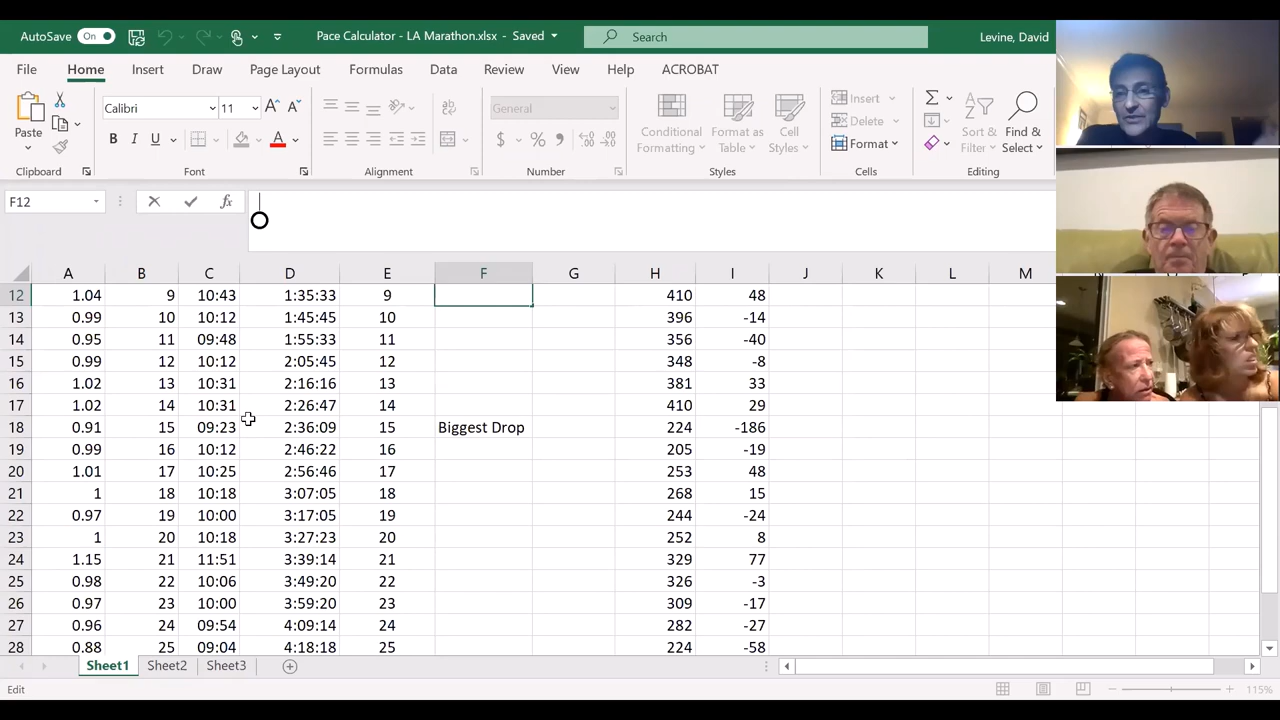 AutoSave On Pace Calculator - LA Marathon.xlsx - Saved Search Levine, David
File Home Insert Draw Page Layout Formulas Data Review View Help ACROBAT
Paste Calibri 11 A A General Conditional Formatting Format as Table Cell Styles Insert Delete Format Sort & Filter Find & Select
B I U A $ %
Clipboard Font Alignment Number Styles Cells Editing
F12 fx
A B C D E F G H I J K L M
12 1.04 9 10:43 1:35:33 9 410 48
13 0.99 10 10:12 1:45:45 10 396 -14
14 0.95 11 09:48 1:55:33 11 356 -40
15 0.99 12 10:12 2:05:45 12 348 -8
16 1.02 13 10:31 2:16:16 13 381 33
17 1.02 14 10:31 2:26:47 14 410 29
18 0.91 15 09:23 2:36:09 15 Biggest Drop 224 -186
19 0.99 16 10:12 2:46:22 16 205 -19
20 1.01 17 10:25 2:56:46 17 253 48
21 1 18 10:18 3:07:05 18 268 15
22 0.97 19 10:00 3:17:05 19 244 -24
23 1 20 10:18 3:27:23 20 252 8
24 1.15 21 11:51 3:39:14 21 329 77
25 0.98 22 10:06 3:49:20 22 326 -3
26 0.97 23 10:00 3:59:20 23 309 -17
27 0.96 24 09:54 4:09:14 24 282 -27
28 0.88 25 09:04 4:18:18 25 224 -58
Sheet1 Sheet2 Sheet3
Edit 115%